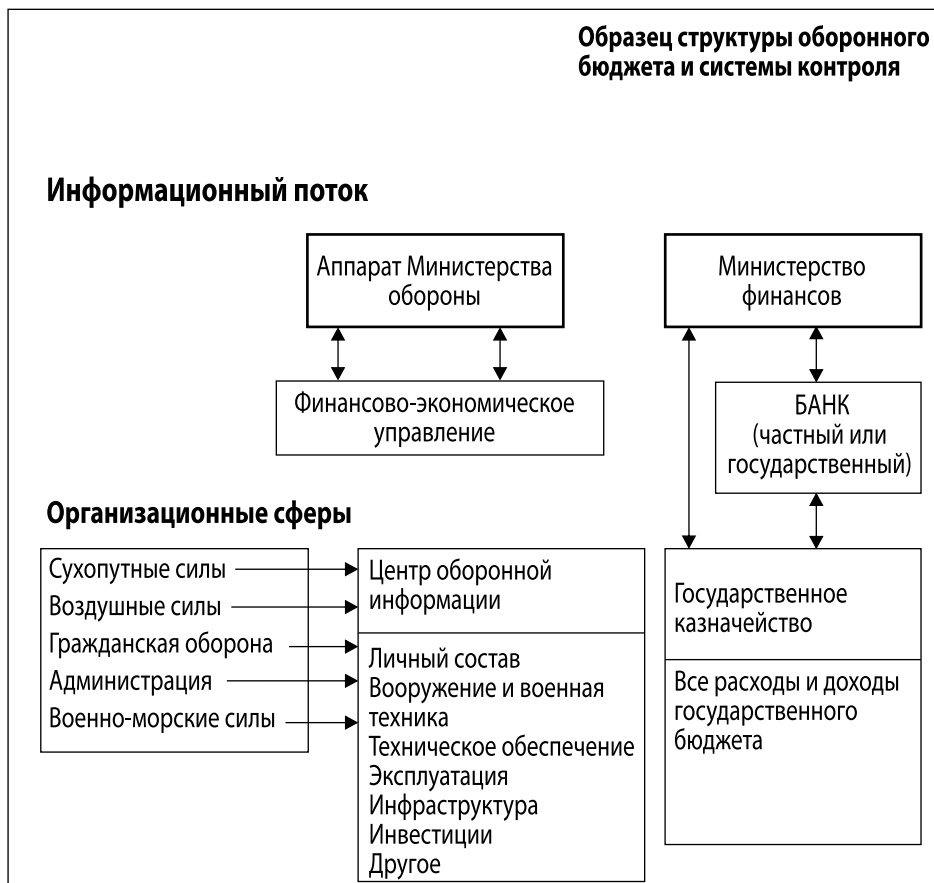 Образец структуры оборонного
бюджета и системы контроля
Информационный поток
Аппарат Министерства
обороны
Министерство
финансов
Финансово-экономическое
управление
БАНК
(частный или
государственный)
Организационные сферы
Сухопутные силы
Воздушные силы
Гражданская оборона
Администрация
Военно-морские силы
Центр оборонной
информации
Личный состав
Вооружение и военная
техника
Техническое обеспечение
Эксплуатация
Инфраструктура
Инвестиции
Другое
Государственное
казначейство
Все расходы и доходы
государственного
бюджета